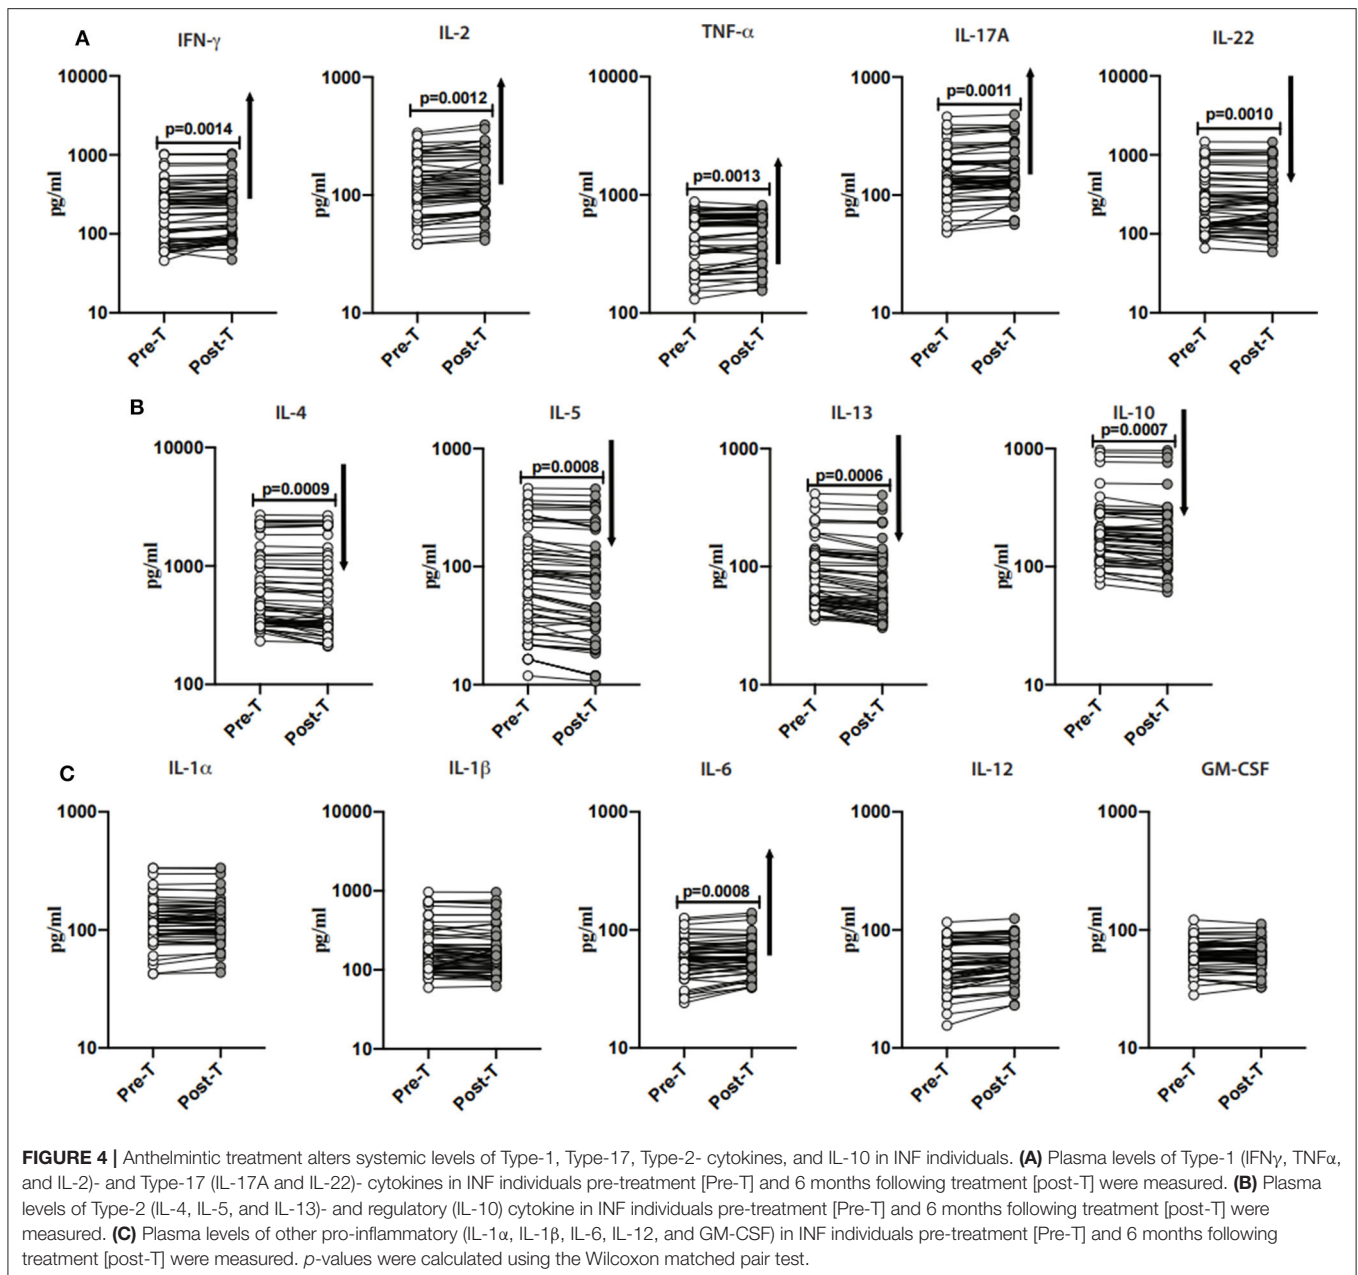 A
IFN-γ
IL-2
TNF-α
IL-17A
IL-22
10000
1000
100
10
pg/ml
p=0.0014
Pre-T
Post-T
1000
100
10
pg/ml
p=0.0012
Pre-T
Post-T
10000
1000
100
pg/ml
p=0.0013
Pre-T
Post-T
1000
100
10
pg/ml
p=0.0011
Pre-T
Post-T
10000
1000
100
10
pg/ml
p=0.0010
Pre-T
Post-T
B
IL-4
IL-5
IL-13
IL-10
10000
1000
100
pg/ml
p=0.0009
Pre-T
Post-T
1000
100
10
pg/ml
p=0.0008
Pre-T
Post-T
1000
100
10
pg/ml
p=0.0006
Pre-T
Post-T
1000
100
10
pg/ml
p=0.0007
Pre-T
Post-T
C
IL-1α
IL-1β
IL-6
IL-12
GM-CSF
1000
100
10
pg/ml
Pre-T
Post-T
10000
1000
100
10
pg/ml
Pre-T
Post-T
1000
100
10
pg/ml
p=0.0008
Pre-T
Post-T
1000
100
10
pg/ml
Pre-T
Post-T
1000
100
10
pg/ml
Pre-T
Post-T
FIGURE 4 | Anthelmintic treatment alters systemic levels of Type-1, Type-17, Type-2- cytokines, and IL-10 in INF individuals. (A) Plasma levels of Type-1 (IFNγ, TNFα,
and IL-2)- and Type-17 (IL-17A and IL-22)- cytokines in INF individuals pre-treatment [Pre-T] and 6 months following treatment [post-T] were measured. (B) Plasma
levels of Type-2 (IL-4, IL-5, and IL-13)- and regulatory (IL-10) cytokine in INF individuals pre-treatment [Pre-T] and 6 months following treatment [post-T] were
measured. (C) Plasma levels of other pro-inflammatory (IL-1α, IL-1β, IL-6, IL-12, and GM-CSF) in INF individuals pre-treatment [Pre-T] and 6 months following
treatment [post-T] were measured. p-values were calculated using the Wilcoxon matched pair test.